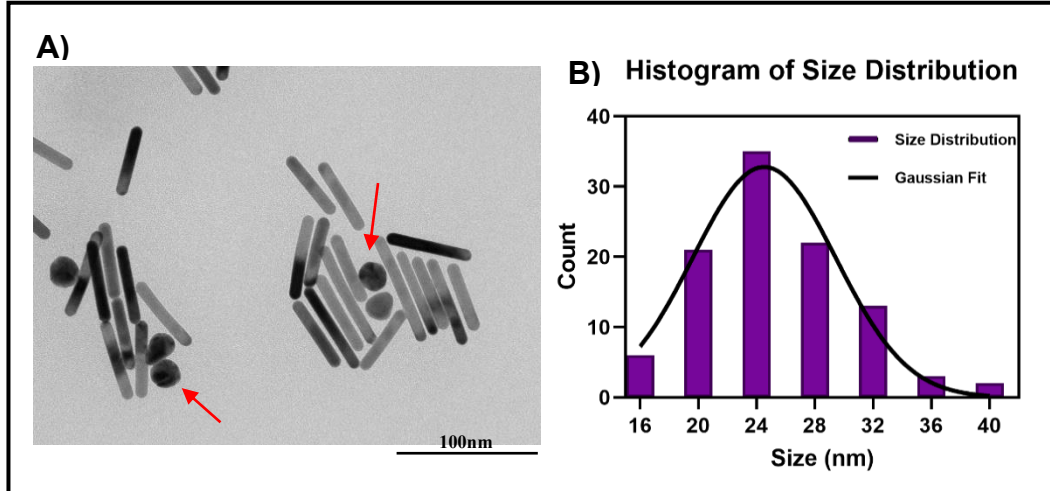 A)
100nm
B) Histogram of Size Distribution
40
30
20
10
0
Count
Size Distribution
Gaussian Fit
16 20 24 28 32 36 40
Size (nm)